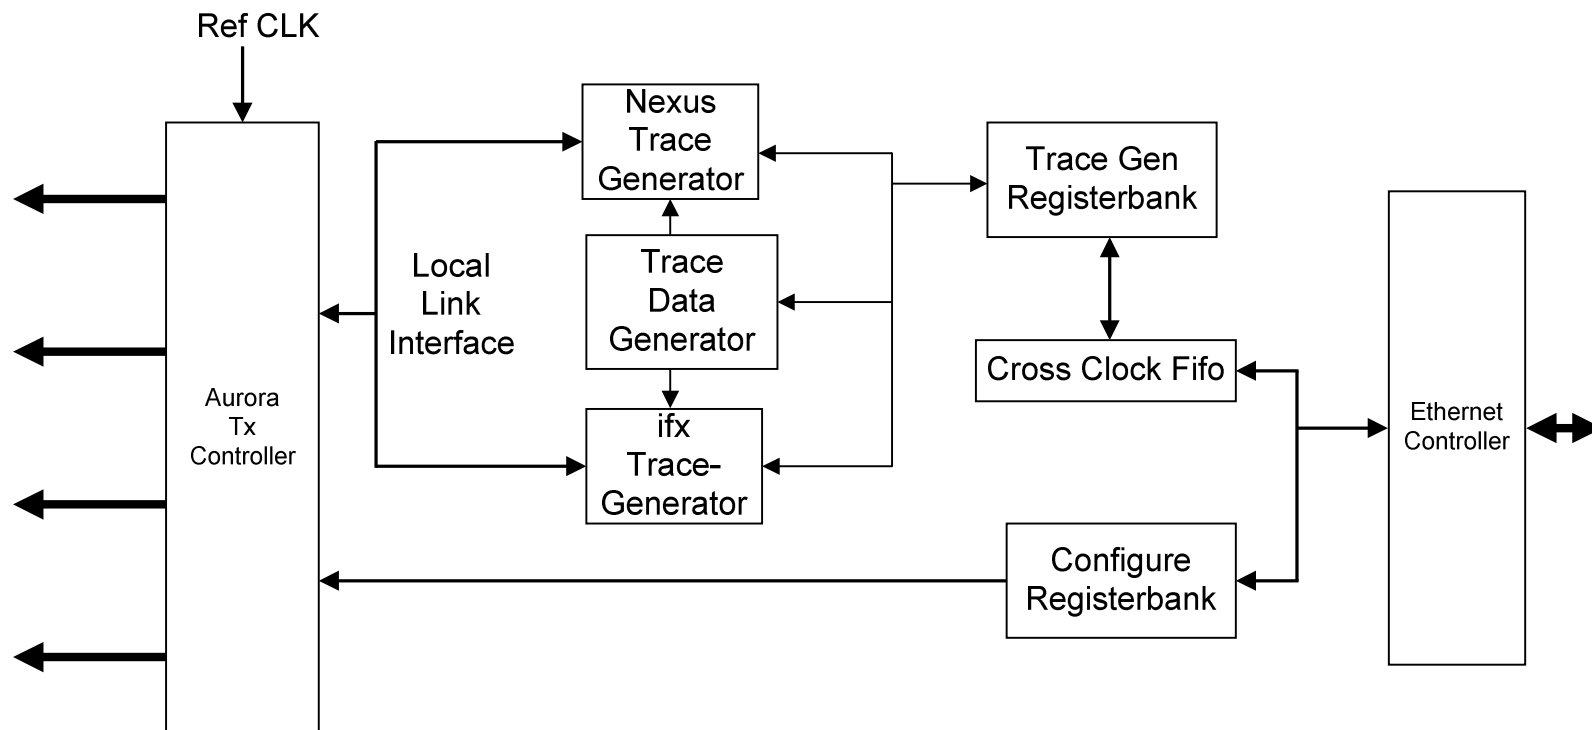 Ref CLK
Nexus
Trace
Generator
Trace Gen
Registerbank
Local
Link
Interface
Trace
Data
Generator
Cross Clock Fifo
Aurora
Tx
Controller
ifx
Trace-
Generator
Ethernet
Controller
Configure
Registerbank